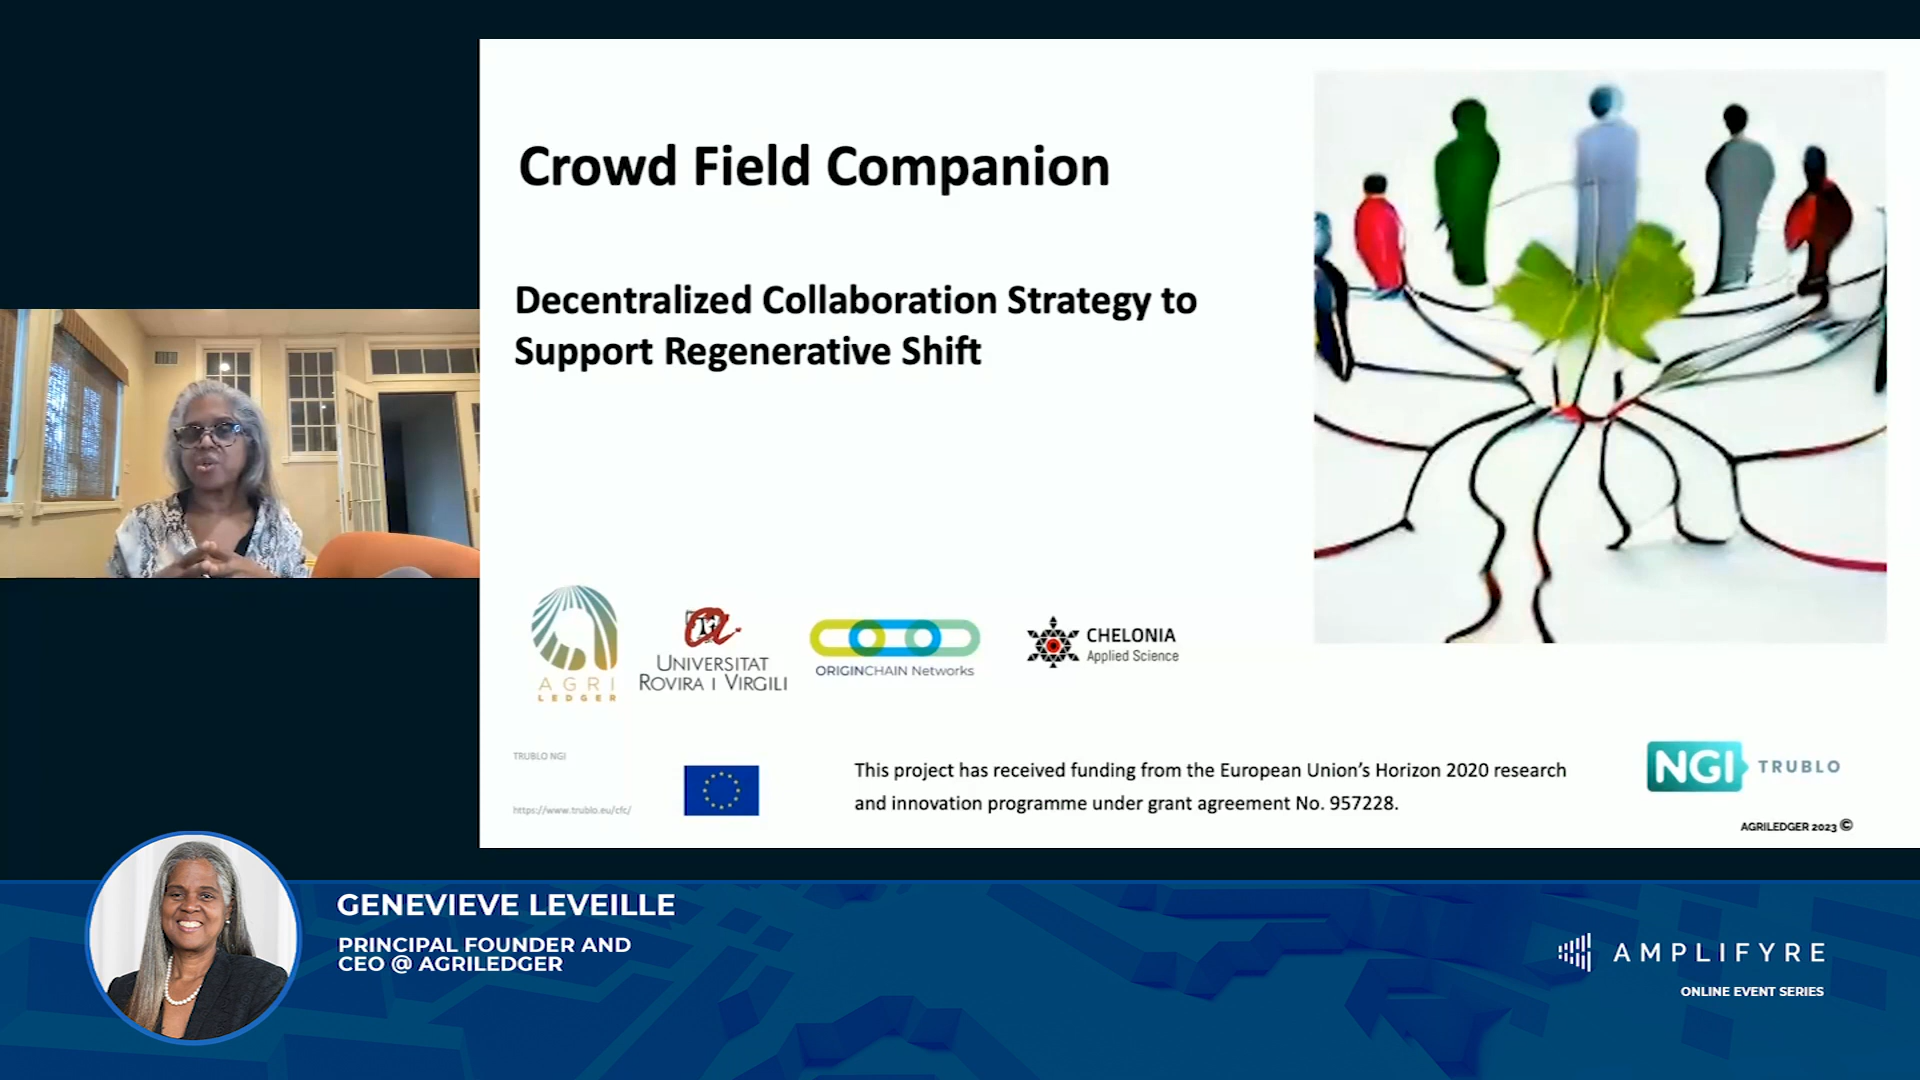 Crowd Field Companion
Decentralized Collaboration Strategy to
Support Regenerative Shift
AGRI
LEDGER
UNIVERSITAT
ROVIRA I VIRGILI
ORIGINCHAIN Networks
CHELONIA
Applied Science
TRUBLO NGI
https://www.trublo.eu/cfc/
This project has received funding from the European Union's Horizon 2020 research
and innovation programme under grant agreement No. 957228.
NGI TRUBLO
AGRILEDGER 2023 ©
GENEVIEVE LEVEILLE
PRINCIPAL FOUNDER AND
CEO @ AGRILEDGER
AMPLIFYRE
ONLINE EVENT SERIES